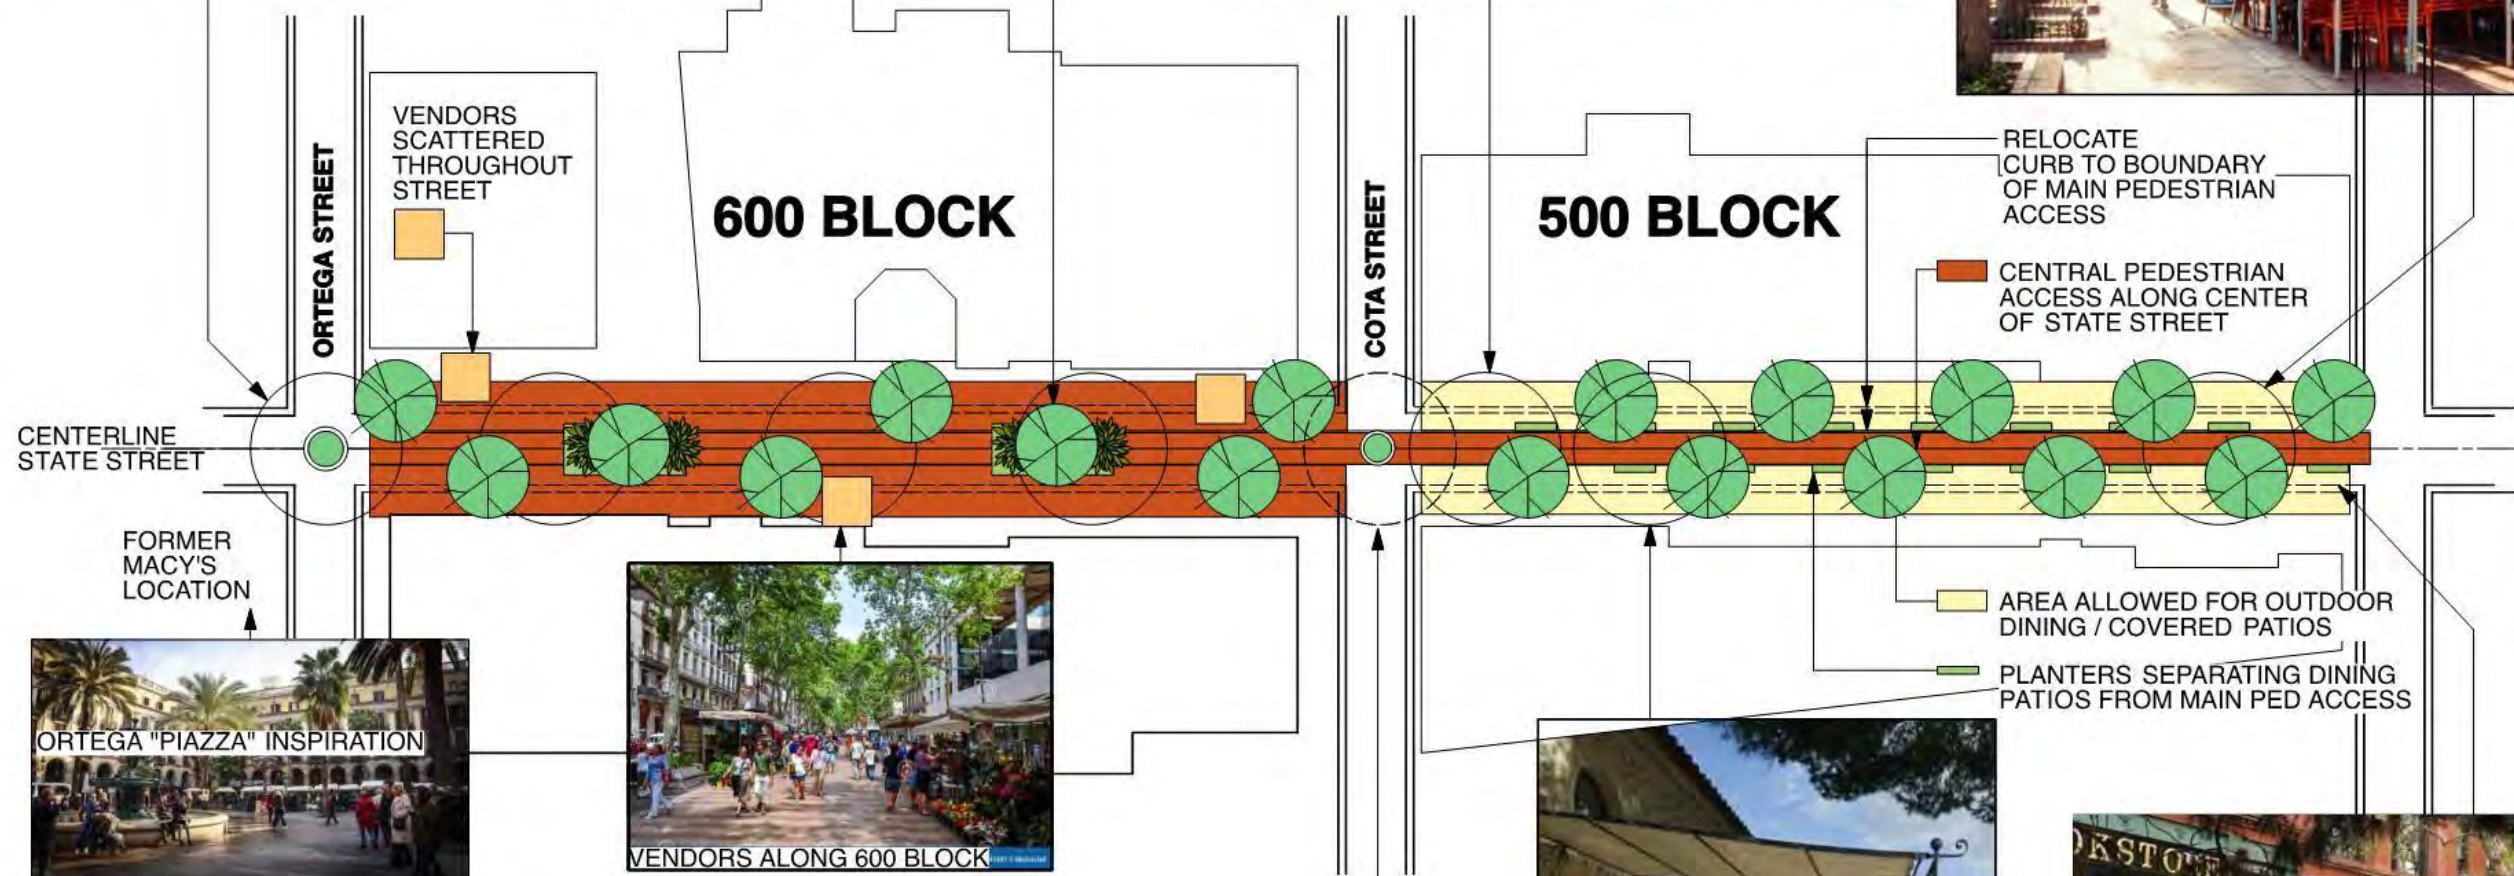 VENDORS
SCATTERED
THROUGHOUT
STREET
ORTEGA STREET
600 BLOCK
COTA STREET
500 BLOCK
RELOCATE
CURB TO BOUNDARY
OF MAIN PEDESTRIAN
ACCESS
CENTRAL PEDESTRIAN
ACCESS ALONG CENTER
OF STATE STREET
CENTERLINE
STATE STREET
FORMER
MACY'S
LOCATION
AREA ALLOWED FOR OUTDOOR
DINING / COVERED PATIOS
PLANTERS SEPARATING DINING
PATIOS FROM MAIN PED ACCESS
ORTEGA "PIAZZA" INSPIRATION
VENDORS ALONG 600 BLOCK